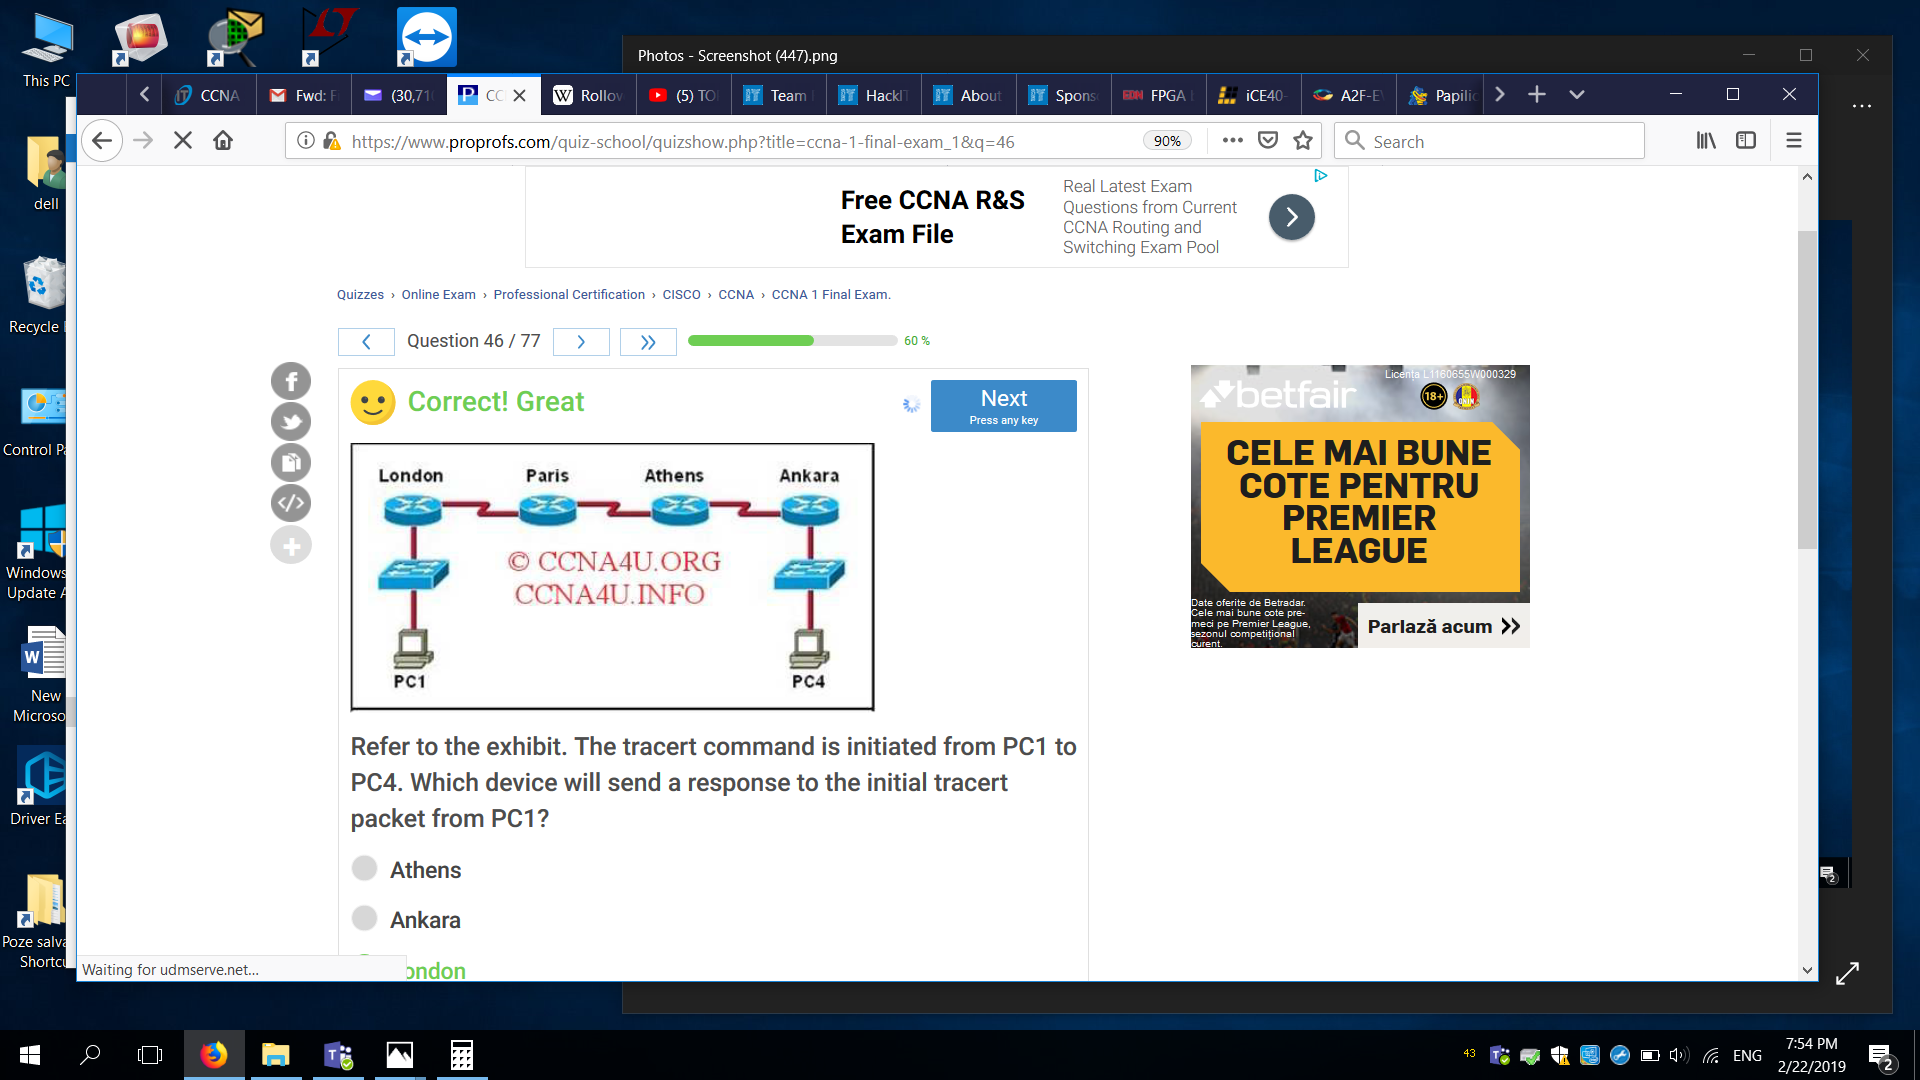 This PC
Photos - Screenshot (447).png
CCNA
Fwd: F
(30,71
CC
Rollov
(5) TO
Team
HackIT
About
Spons
FPGA
iCE40-
A2F-EV
Papilio
https://www.proprofs.com/quiz-school/quizshow.php?title=ccna-1-final-exam_1&q=46
90%
Search
dell
Recycle
Control Pa
Windows
Update A
New
Microso
Driver Ea
Poze salva
Shortcu
Free CCNA R&S
Exam File
Real Latest Exam
Questions from Current
CCNA Routing and
Switching Exam Pool
Quizzes › Online Exam › Professional Certification › CISCO › CCNA › CCNA 1 Final Exam.
Question 46 / 77
60 %
Correct! Great
Next
Press any key
London Paris Athens Ankara
© CCNA4U.ORG
CCNA4U.INFO
PC1 PC4
Refer to the exhibit. The tracert command is initiated from PC1 to
PC4. Which device will send a response to the initial tracert
packet from PC1?
Athens
Ankara
ondon
Licența L1160655W000329
betfair
18+
ONJN
CELE MAI BUNE
COTE PENTRU
PREMIER
LEAGUE
Date oferite de Betradar.
Cele mai bune cote pre-
meci pe Premier League,
sezonul competițional
curent.
Pariază acum
Waiting for udmserve.net...
2
43
ENG
7:54 PM
2/22/2019
2